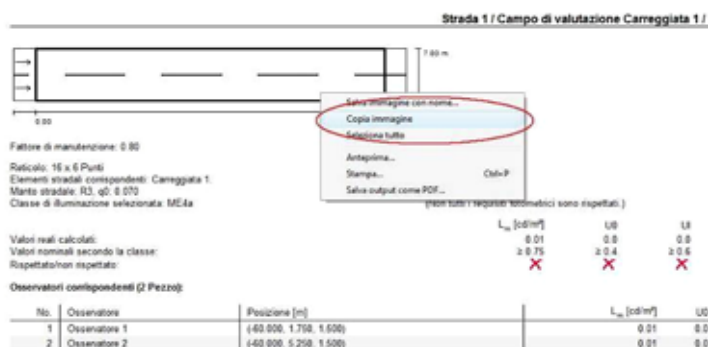 Strada 1 / Campo di valutazione Carreggiata 1 /
7.00 m
0.00
Salva immagine con nome...
Copia immagine
Seleziona tutto
Anteprima...
Stampa... Ctrl+P
Salva output come PDF...
Fattore di manutenzione: 0.80
Reticolo: 16 x 6 Punti
Elementi stradali corrispondenti: Carreggiata 1.
Manto stradale: R3, q0: 0.070
Classe di illuminazione selezionata: ME4a
(Non tutti i requisiti fotometrici sono rispettati.)
Lm [cd/m²] U0 UI
Valori reali calcolati: 0.01 0.0 0.0
Valori nominali secondo la classe: ≥ 0.75 ≥ 0.4 ≥ 0.6
Rispettato/non rispettato:
Osservatori corrispondenti (2 Pezzo):
No. Osservatore Posizione [m] Lm [cd/m²] U0
1 Osservatore 1 (-60.000, 1.750, 1.500) 0.01 0.0
2 Osservatore 2 (-60.000, 5.250, 1.500) 0.01 0.0